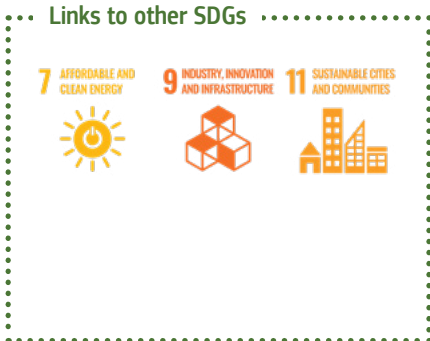 Links to other SDGs
7 AFFORDABLE AND CLEAN ENERGY
9 INDUSTRY, INNOVATION AND INFRASTRUCTURE
11 SUSTAINABLE CITIES AND COMMUNITIES